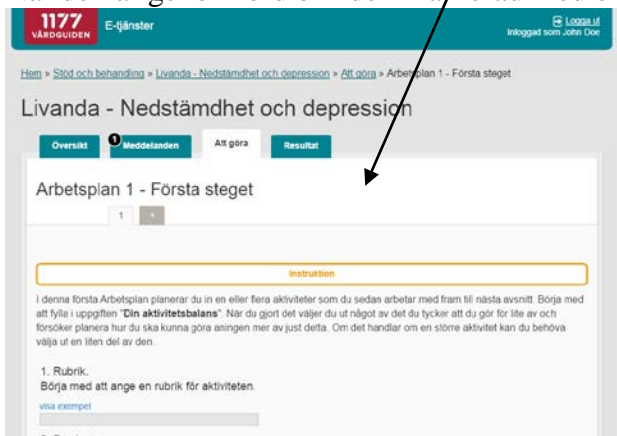 1177
VÅRDGUIDEN
E-tjänster
Logga ut
Inloggad som John Doe
Hem » Stöd och behandling » Livanda - Nedstämdhet och depression » Att göra » Arbetsplan 1 - Första steget
Livanda - Nedstämdhet och depression
Översikt 1 Meddelanden Att göra Resultat
Arbetsplan 1 - Första steget
1 +
Instruktion
I denna första Arbetsplan planerar du in en eller flera aktiviteter som du sedan arbetar med fram till nästa avsnitt. Börja med
att fylla i uppgiften "Din aktivitetsbalans". När du gjort det väljer du ut något av det du tycker att du gör för lite av och
försöker planera hur du ska kunna göra aningen mer av just detta. Om det handlar om en större aktivitet kan du behöva
välja ut en liten del av den.
1. Rubrik.
Börja med att ange en rubrik för aktiviteten.
visa exempel